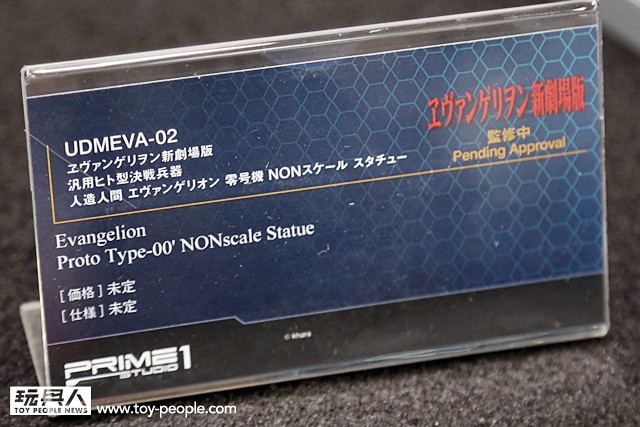 UDMEVA-02
ヱヴァンゲリヲン新劇場版
汎用ヒト型決戦兵器
人造人間 エヴァンゲリオン 零号機 NONスケール スタチュー
ヱヴァンゲリヲン新劇場版
監修中
Pending Approval
Evangelion
Proto Type-00' NONscale Statue
[価格]未定
[仕様]未定
© khara
PRIME 1
STUDIO
玩具人
TOY PEOPLE NEWS
www.toy-people.com